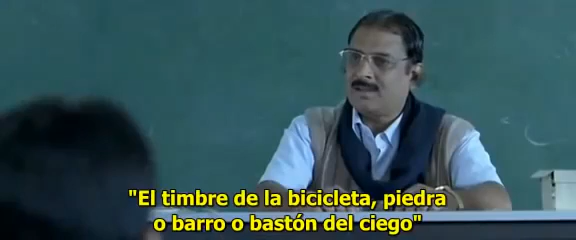 "El timbre de la bicicleta, piedra
o barro o bastón del ciego"